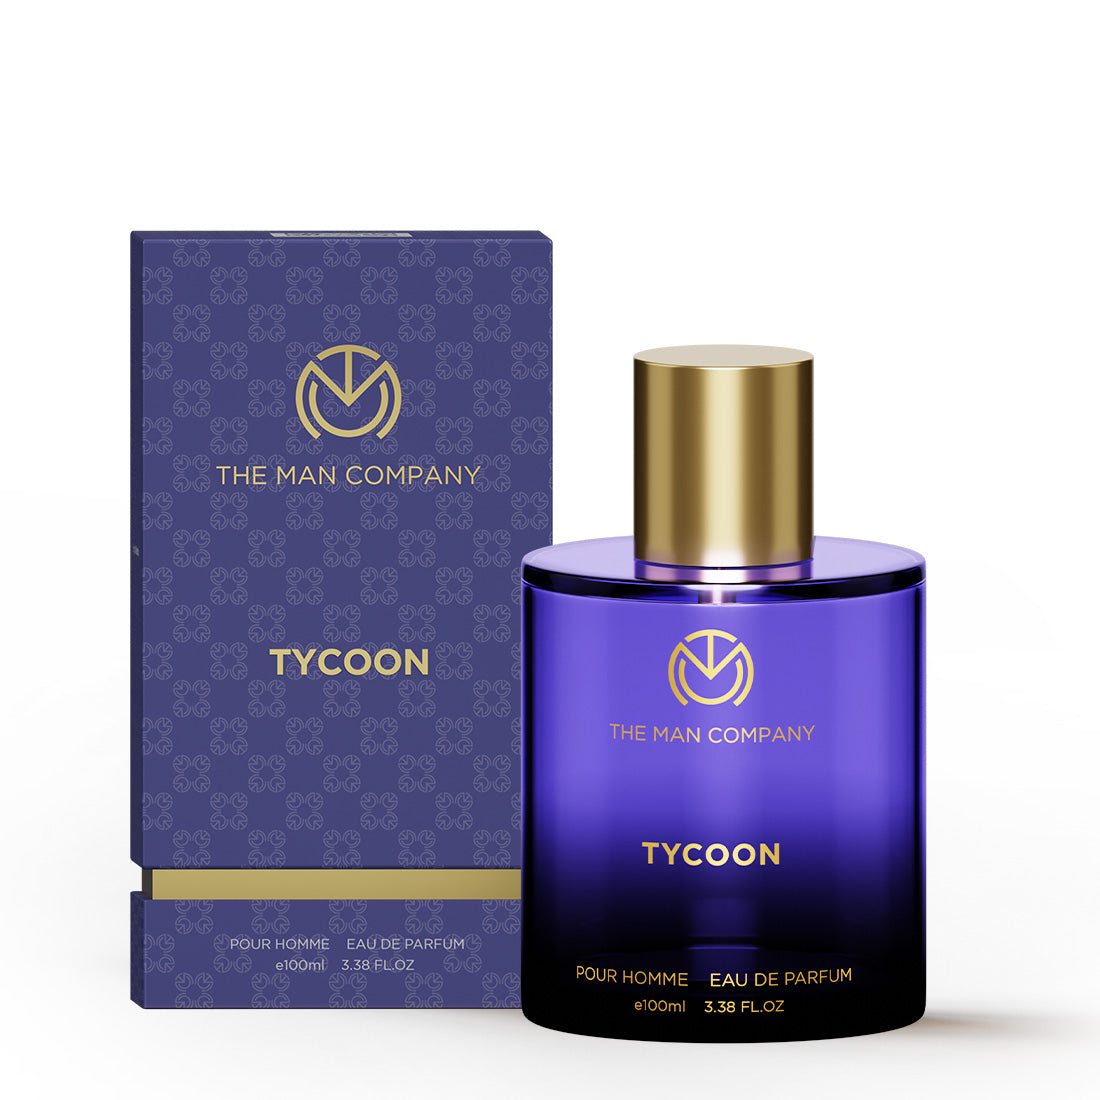 THE MAN COMPANY
TYCOON
POUR HOMME EAU DE PARFUM
e100ml 3.38 FL.OZ
THE MAN COMPANY
TYCOON
POUR HOMME EAU DE PARFUM
e100ml 3.38 FL.OZ